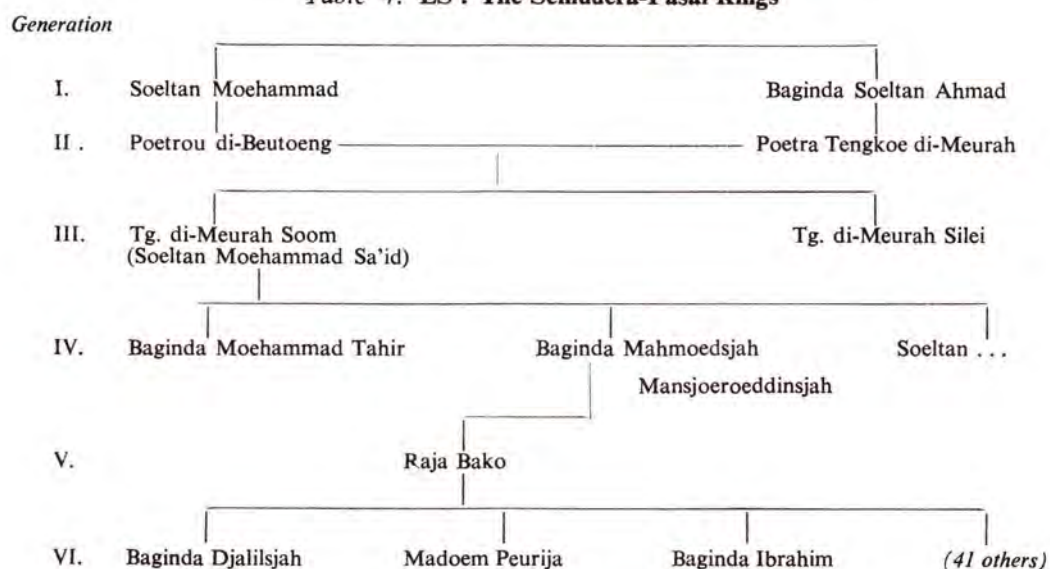 Generation
I. Soeltan Moehammad Baginda Soeltan Ahmad
II . Poetrou di-Beutoeng Poetra Tengkoe di-Meurah
III. Tg. di-Meurah Soom Tg. di-Meurah Silei
(Soeltan Moehammad Sa'id)
IV. Baginda Moehammad Tahir Baginda Mahmoedsjah Soeltan . . .
Mansjoeroeddinsjah
V. Raja Bako
VI. Baginda Djalilsjah Madoem Peurija Baginda Ibrahim (41 others)